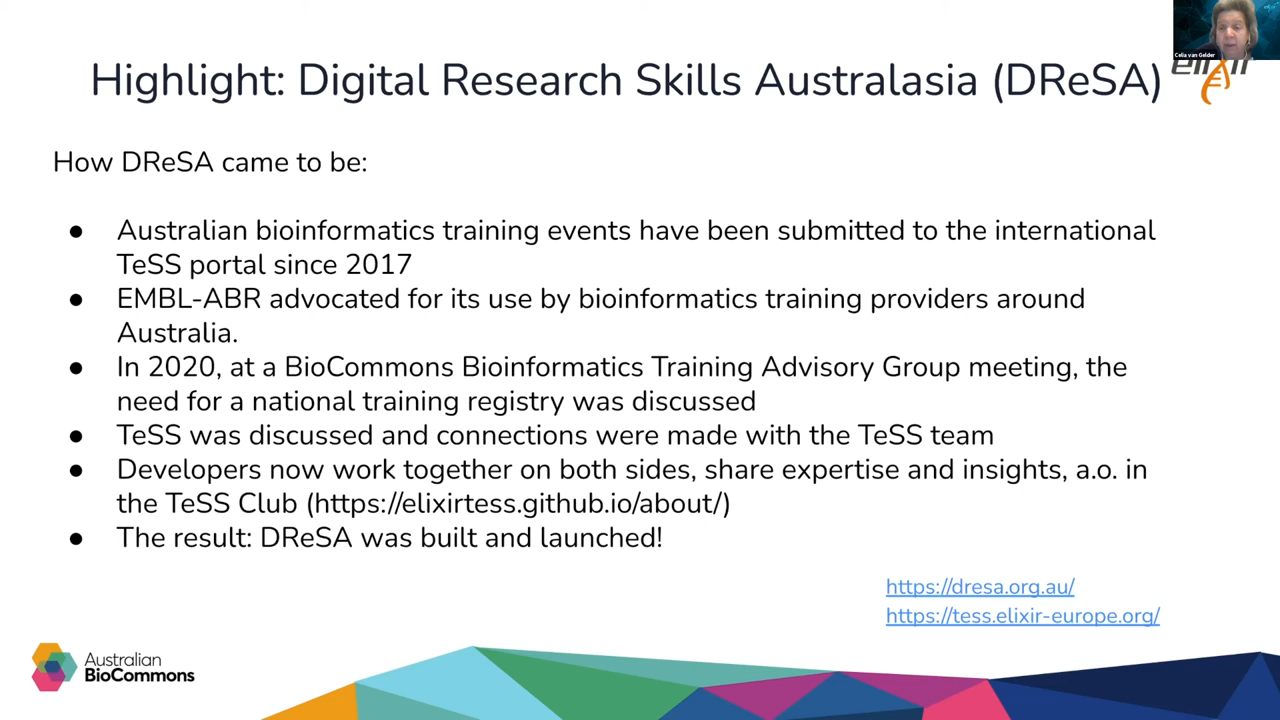 Celia van Gelder
elixir
Highlight: Digital Research Skills Australasia (DReSA)
How DReSA came to be:
● Australian bioinformatics training events have been submitted to the international
TeSS portal since 2017
● EMBL-ABR advocated for its use by bioinformatics training providers around
Australia.
● In 2020, at a BioCommons Bioinformatics Training Advisory Group meeting, the
need for a national training registry was discussed
● TeSS was discussed and connections were made with the TeSS team
● Developers now work together on both sides, share expertise and insights, a.o. in
the TeSS Club (https://elixirtess.github.io/about/)
● The result: DReSA was built and launched!
https://dresa.org.au/
https://tess.elixir-europe.org/
Australian
BioCommons